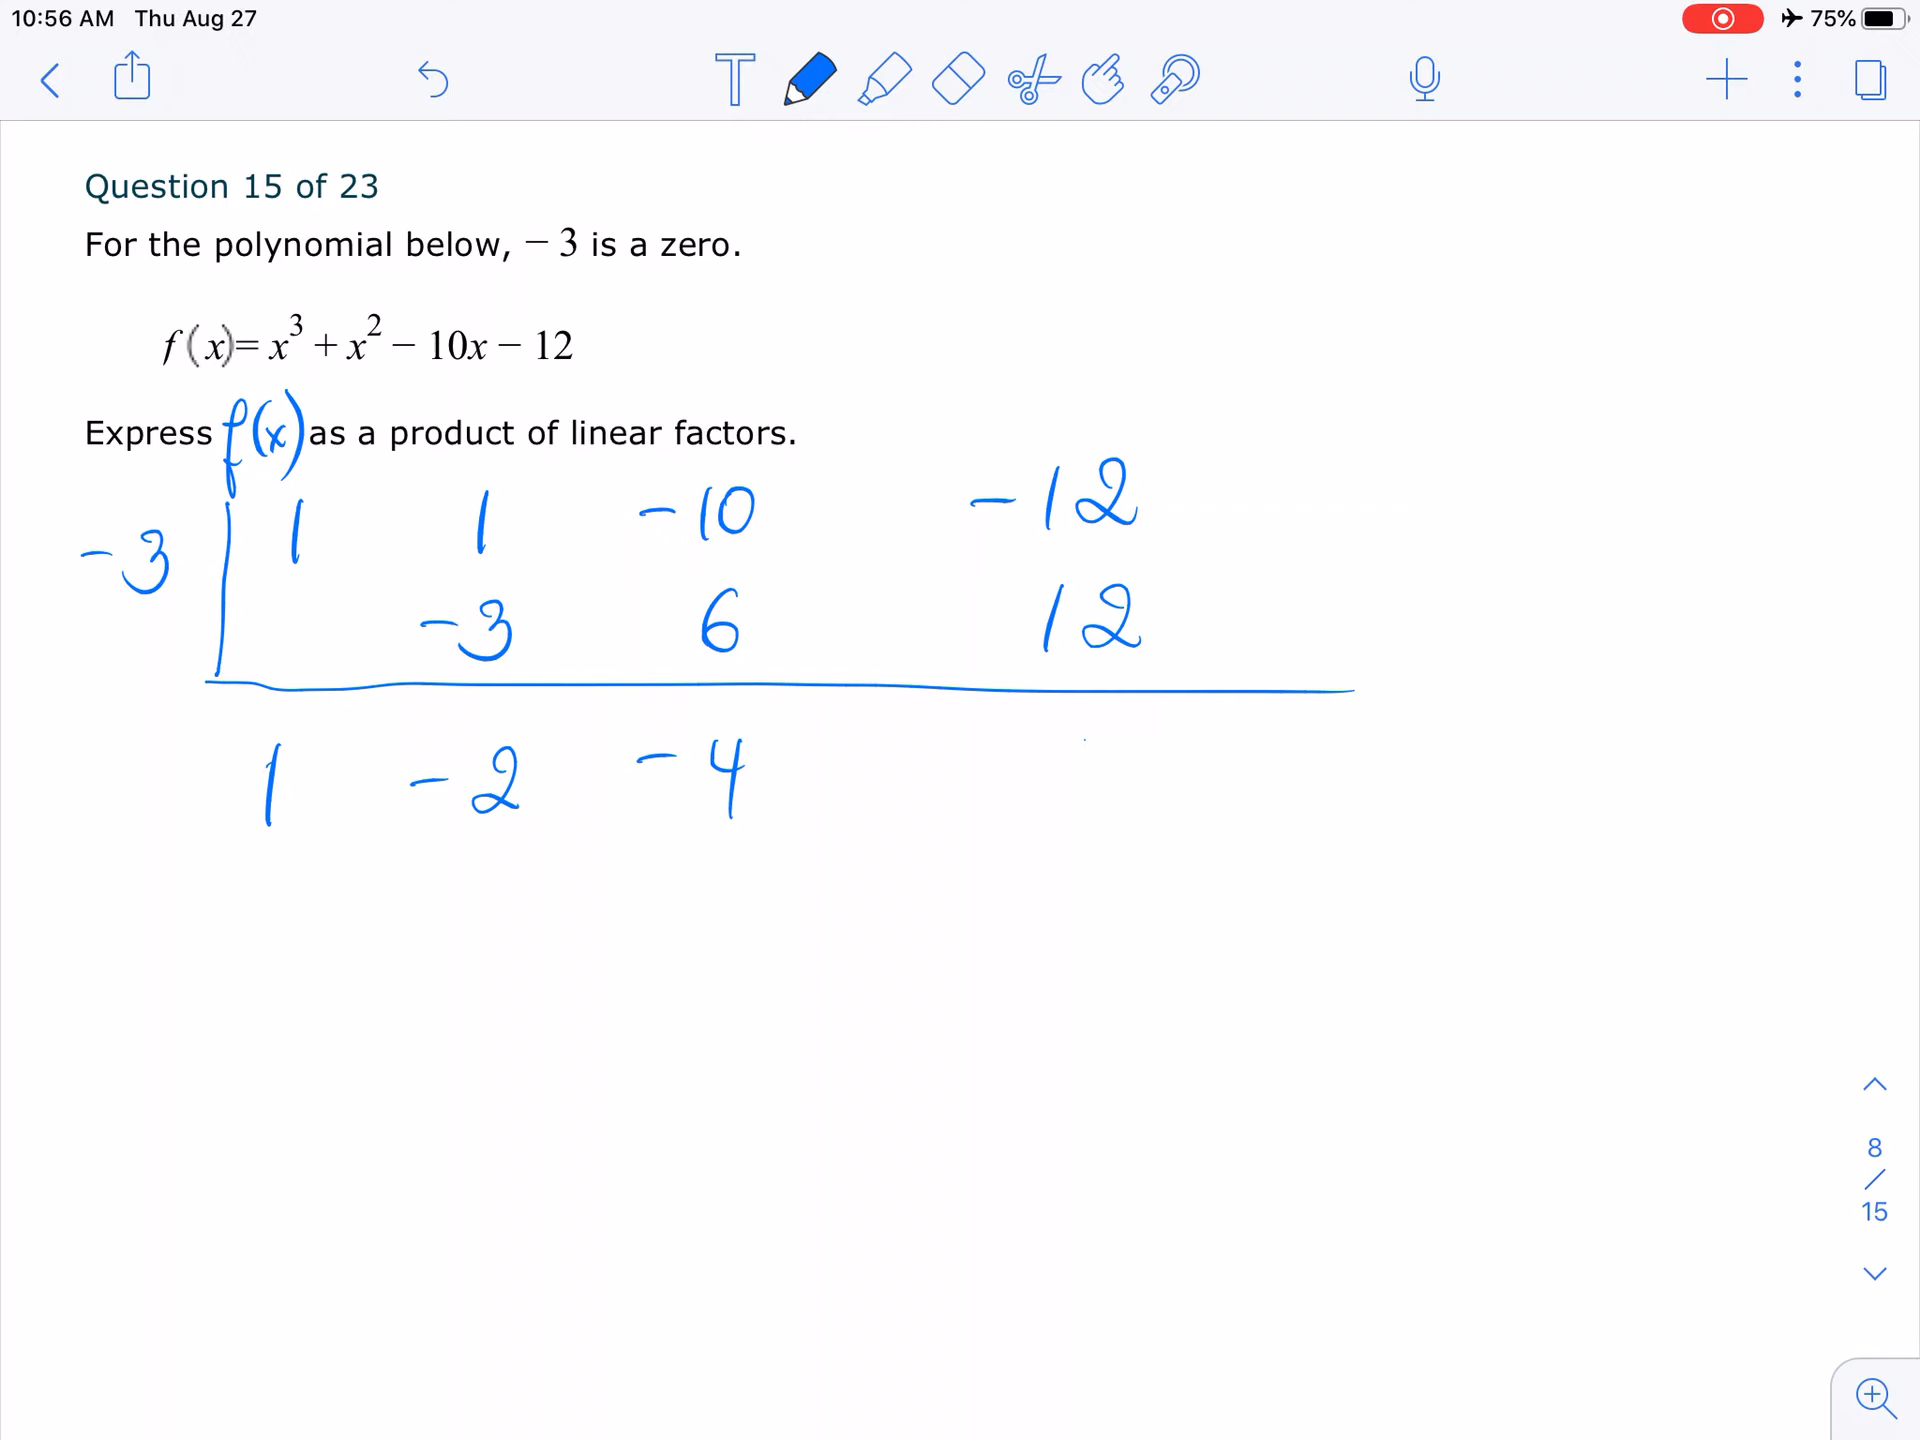 10:56 AM Thu Aug 27 75%
Question 15 of 23
For the polynomial below, − 3 is a zero.
f(x)= x³ + x² − 10x − 12
Express f(x) as a product of linear factors.
-3 | 1 1 -10 -12
-3 6 12
1 -2 -4
8
/
15